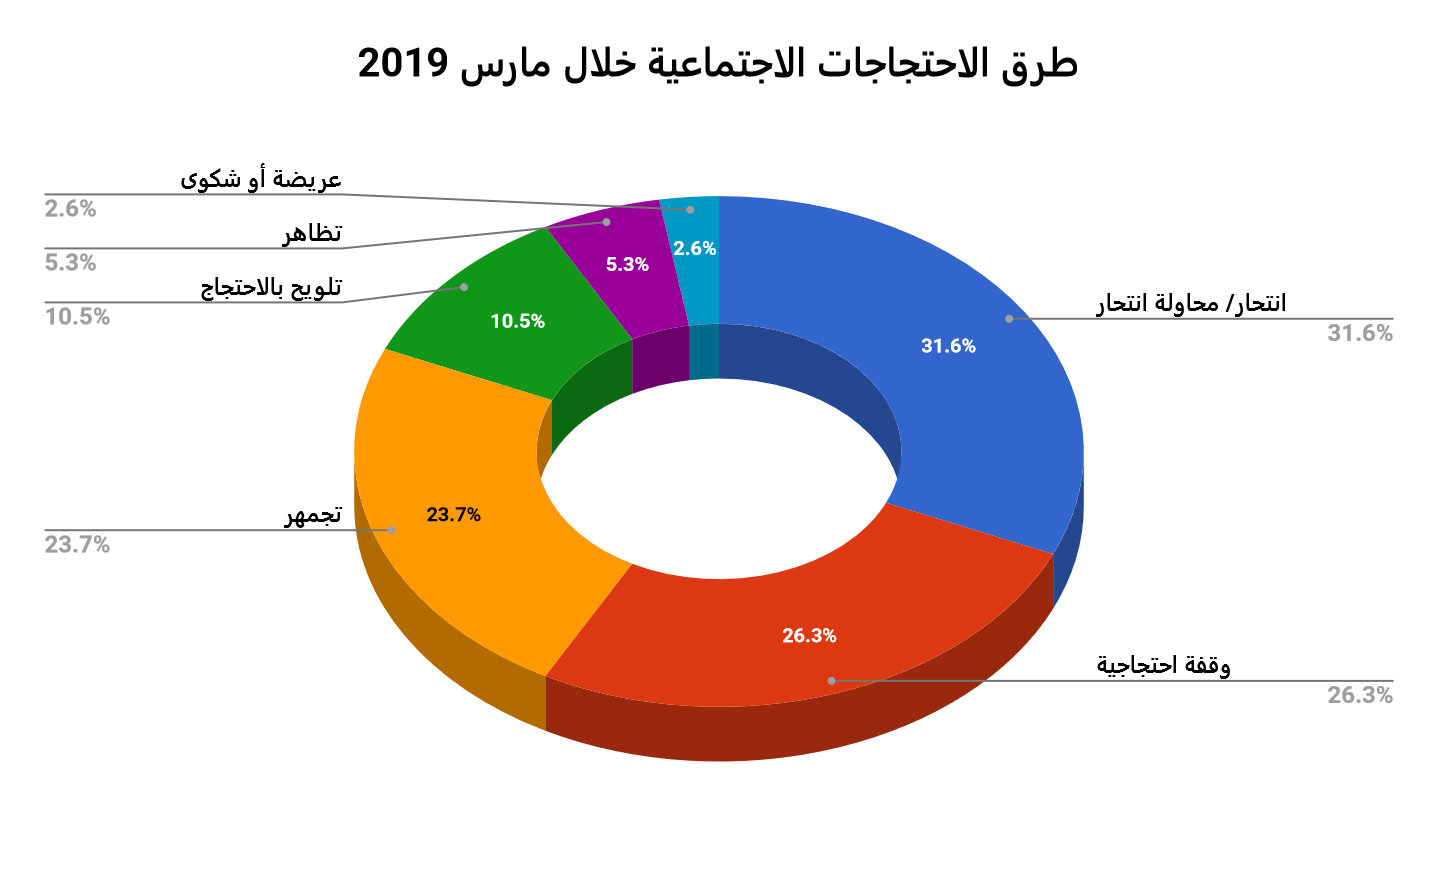 طرق الاحتجاجات الاجتماعية خلال مارس 2019
عريضة أو شكوى
2.6%
تظاهر
5.3%
تلويح بالاحتجاج
10.5%
تجمهر
23.7%
انتحار/ محاولة انتحار
31.6%
وقفة احتجاجية
26.3%
2.6%
5.3%
10.5%
31.6%
23.7%
26.3%